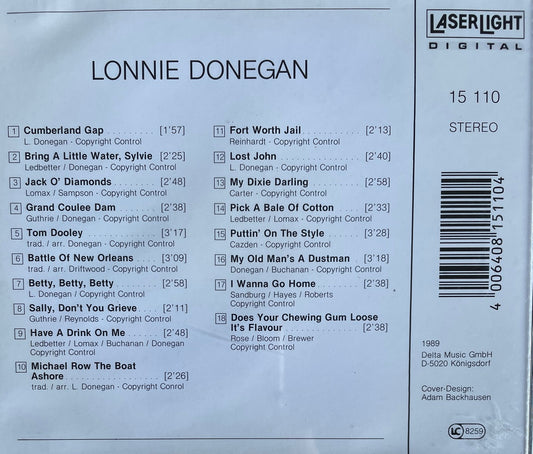 LASERLIGHT
DIGITAL
LONNIE DONEGAN
15 110
STEREO
1 Cumberland Gap . . . . . . . . . [1'57]
L. Donegan - Copyright Control
2 Bring A Little Water, Sylvie [2'25]
Ledbetter / Donegan - Copyright Control
3 Jack O' Diamonds . . . . . . . . [2'48]
Lomax / Sampson - Copyright Control
4 Grand Coulee Dam . . . . . . . [2'38]
Guthrie / Donegan - Copyright Control
5 Tom Dooley . . . . . . . . . . . . . [3'17]
trad. / arr. Donegan - Copyright Control
6 Battle Of New Orleans . . . . [3'09]
trad. / arr. Driftwood - Copyright Control
7 Betty, Betty, Betty . . . . . . . [2'58]
L. Donegan / Copyright Control
8 Sally, Don't You Grieve . . . . [2'11]
Guthrie / Reynolds - Copyright Control
9 Have A Drink On Me . . . . . . [2'48]
Ledbetter / Lomax / Buchanan / Donegan
Copyright Control
10 Michael Row The Boat
Ashore . . . . . . . . . . . . . . . . [2'26]
trad. / arr. L. Donegan - Copyright Control
11 Fort Worth Jail . . . . . . . . . . [2'13]
Reinhardt - Copyright Control
12 Lost John . . . . . . . . . . . . . . [2'40]
L. Donegan - Copyright Control
13 My Dixie Darling . . . . . . . . . [2'58]
Carter - Copyright Control
14 Pick A Bale Of Cotton . . . . . [2'33]
Ledbetter / Lomax - Copyright Control
15 Puttin' On The Style . . . . . . [3'28]
Cazden - Copyright Control
16 My Old Man's A Dustman . [3'18]
Donegan / Buchanan - Copyright Control
17 I Wanna Go Home . . . . . . . . [2'38]
Sandburg / Hayes / Roberts
Copyright Control
18 Does Your Chewing Gum Loose
It's Flavour . . . . . . . . . . . . . [2'38]
Rose / Bloom / Brewer
Copyright Control
4 006408 151104
1989
Delta Music GmbH
D-5020 Königsdorf
Cover-Design:
Adam Backhausen
LC 8259